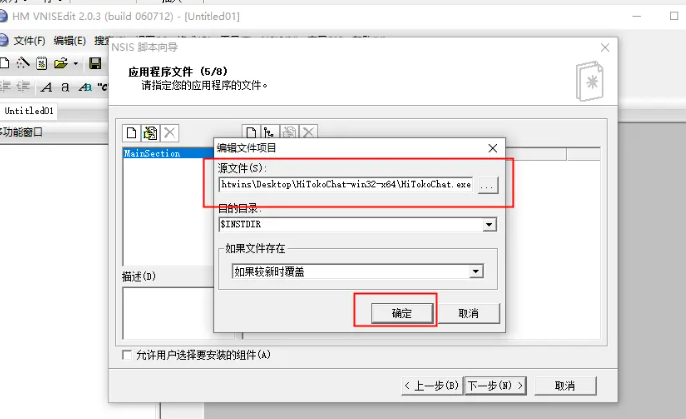 HM VNISEdit 2.0.3 (build 060712) - [Untitled01]
文件(F) 编辑(E)
NSIS 脚本向导
Untitled01
多功能窗口
应用程序文件 (5/8)
请指定您的应用程序的文件。
MainSection
描述(D)
编辑文件项目
源文件(S):
htwins\Desktop\HiTokoChat-win32-x64\HiTokoChat.exe
...
目的目录:
$INSTDIR
如果文件存在
如果较新时覆盖
确定
取消
允许用户选择要安装的组件(A)
< 上一步(B)
下一步(N) >
取消